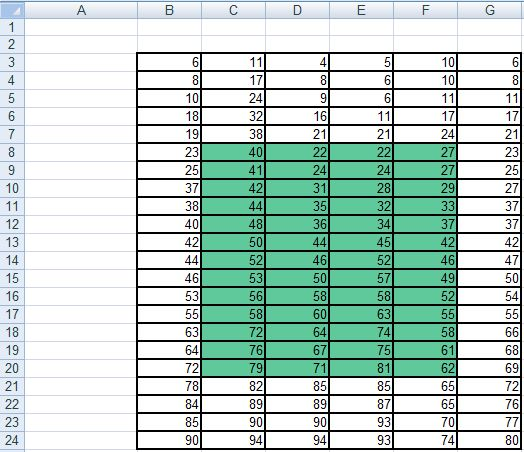 A B C D E F G
1
2
3 6 11 4 5 10 6
4 8 17 8 6 10 8
5 10 24 9 6 11 11
6 18 32 16 11 17 17
7 19 38 21 21 24 21
8 23 40 22 22 27 23
9 25 41 24 24 27 25
10 37 42 31 28 29 27
11 38 44 35 32 33 37
12 40 48 36 34 37 37
13 42 50 44 45 42 42
14 44 52 46 52 46 47
15 46 53 50 57 49 50
16 53 56 58 58 52 54
17 55 58 60 63 55 55
18 63 72 64 74 58 66
19 64 76 67 75 61 68
20 72 79 71 81 62 69
21 78 82 85 85 65 72
22 84 89 89 87 65 76
23 85 90 90 93 70 77
24 90 94 94 93 74 80